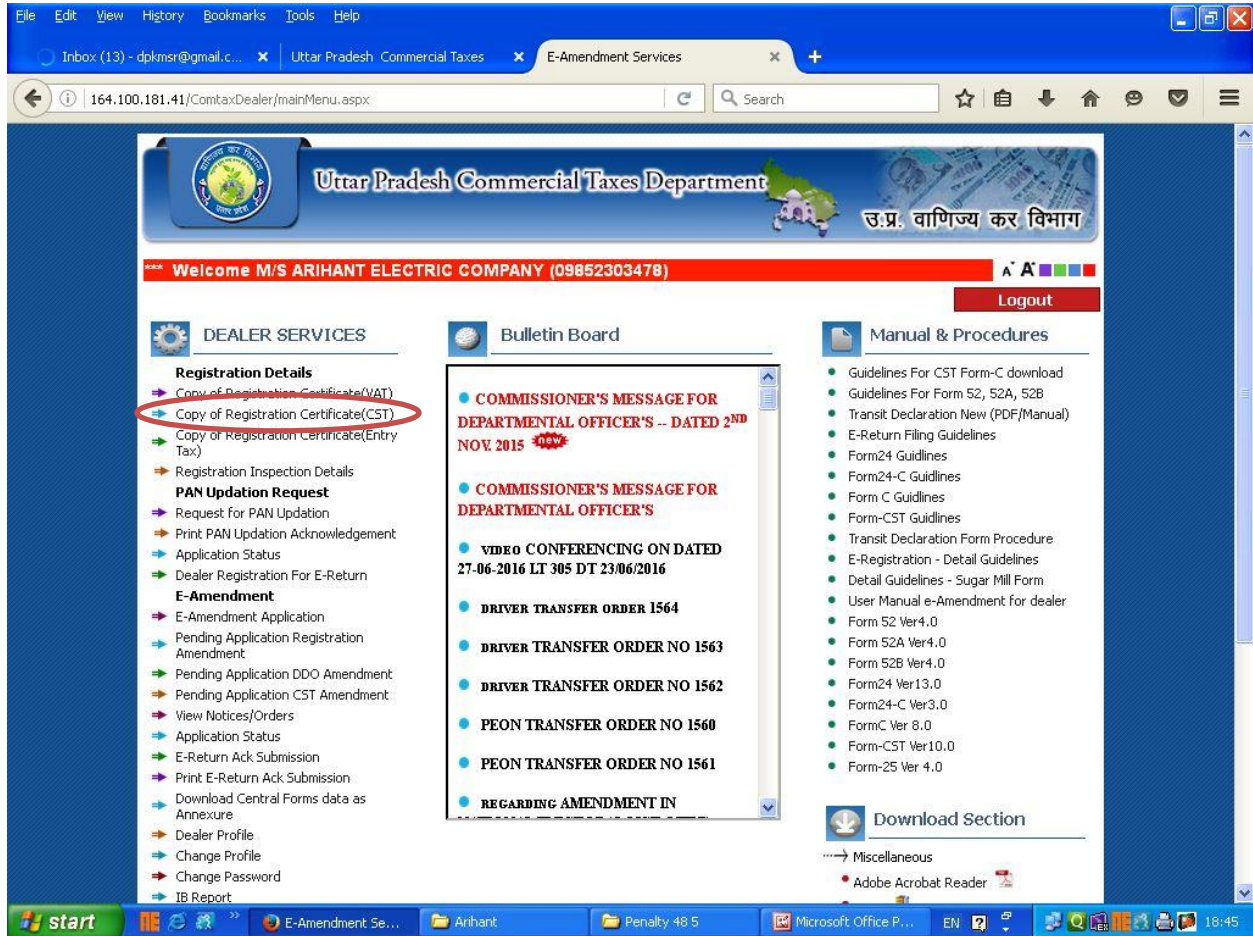 File Edit View History Bookmarks Tools Help
Inbox (13) - dpkmsr@gmail.c...
Uttar Pradesh Commercial Taxes
E-Amendment Services
164.100.181.41/ComtaxDealer/mainMenu.aspx
Search
वाणिज्य कर विभाग
उत्तर प्रदेश
Uttar Pradesh Commercial Taxes Department
उ.प्र. वाणिज्य कर विभाग
*** Welcome M/S ARIHANT ELECTRIC COMPANY (09852303478)
A- A+
Logout
DEALER SERVICES
Registration Details
Copy of Registration Certificate(VAT)
Copy of Registration Certificate(CST)
Copy of Registration Certificate(Entry
Tax)
Registration Inspection Details
PAN Updation Request
Request for PAN Updation
Print PAN Updation Acknowledgement
Application Status
Dealer Registration For E-Return
E-Amendment
E-Amendment Application
Pending Application Registration
Amendment
Pending Application DDO Amendment
Pending Application CST Amendment
View Notices/Orders
Application Status
E-Return Ack Submission
Print E-Return Ack Submission
Download Central Forms data as
Annexure
Dealer Profile
Change Profile
Change Password
IB Report
Bulletin Board
COMMISSIONER'S MESSAGE FOR
DEPARTMENTAL OFFICER'S -- DATED 2ND
NOV. 2015 new
COMMISSIONER'S MESSAGE FOR
DEPARTMENTAL OFFICER'S
VIDEO CONFERENCING ON DATED
27-06-2016 LT 305 DT 23/06/2016
DRIVER TRANSFER ORDER 1564
DRIVER TRANSFER ORDER NO 1563
DRIVER TRANSFER ORDER NO 1562
PEON TRANSFER ORDER NO 1560
PEON TRANSFER ORDER NO 1561
REGARDING AMENDMENT IN
Manual & Procedures
Guidelines For CST Form-C download
Guidelines For Form 52, 52A, 52B
Transit Declaration New (PDF/Manual)
E-Return Filing Guidelines
Form24 Guidlines
Form24-C Guidlines
Form C Guidlines
Form-CST Guidlines
Transit Declaration Form Procedure
E-Registration - Detail Guidelines
Detail Guidelines - Sugar Mill Form
User Manual e-Amendment for dealer
Form 52 Ver4.0
Form 52A Ver4.0
Form 52B Ver4.0
Form24 Ver13.0
Form24-C Ver3.0
FormC Ver 8.0
Form-CST Ver10.0
Form-25 Ver 4.0
Download Section
Miscellaneous
Adobe Acrobat Reader
start
E-Amendment Se...
Arihant
Penalty 48 5
Microsoft Office P...
EN
18:45